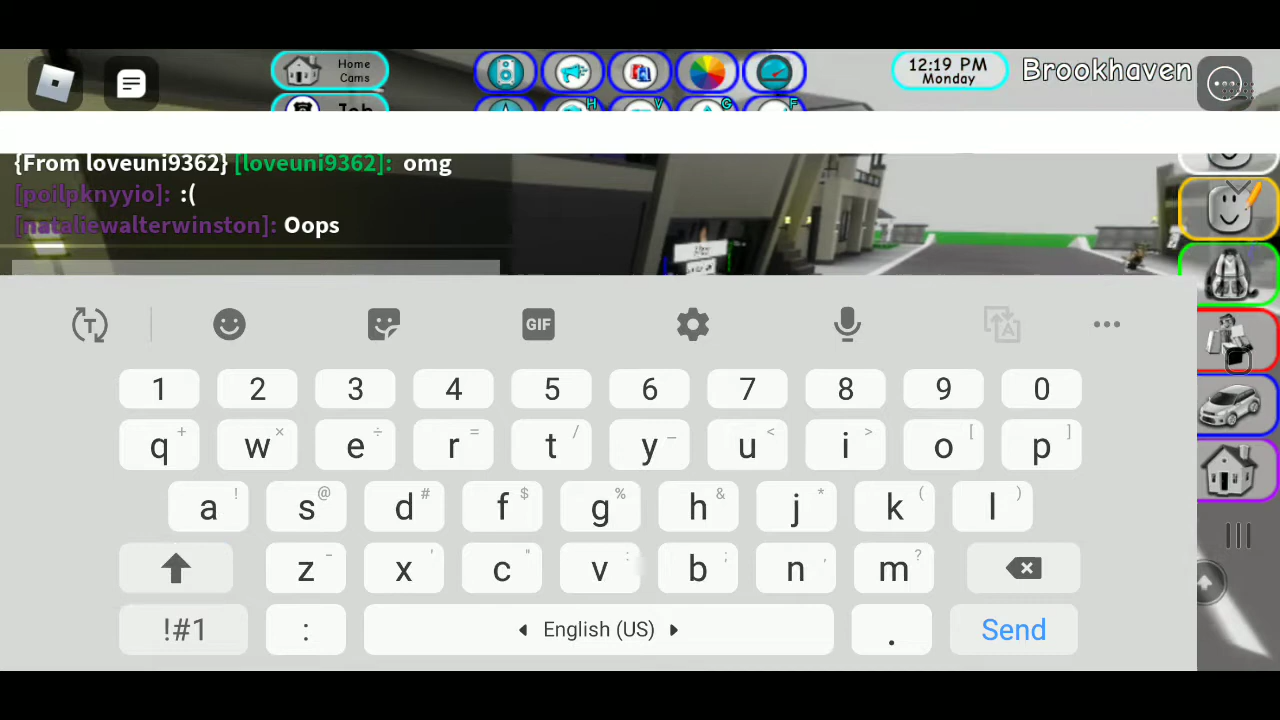 Home
Cams
Job
H
V
G
F
12:19 PM
Monday
Brookhaven
{From loveuni9362} [loveuni9362]: omg
[poilpknyyio]: :(
[nataliewalterwinston]: Oops
T
GIF
A
1 2 3 4 5 6 7 8 9 0
q + w × e ÷ r = t / y _ u < i > o [ p ]
a ! s @ d # f $ g % h & j * k ( l )
z - x ' c " v : b ; n , m ?
!#1 : English (US) . Send